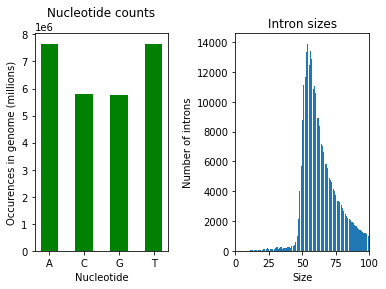 Nucleotide counts
1e6
8
7
6
5
4
3
2
1
0
Occurences in genome (millions)
A C G T
Nucleotide
Intron sizes
14000
12000
10000
8000
6000
4000
2000
0
Number of introns
0 25 50 75 100
Size